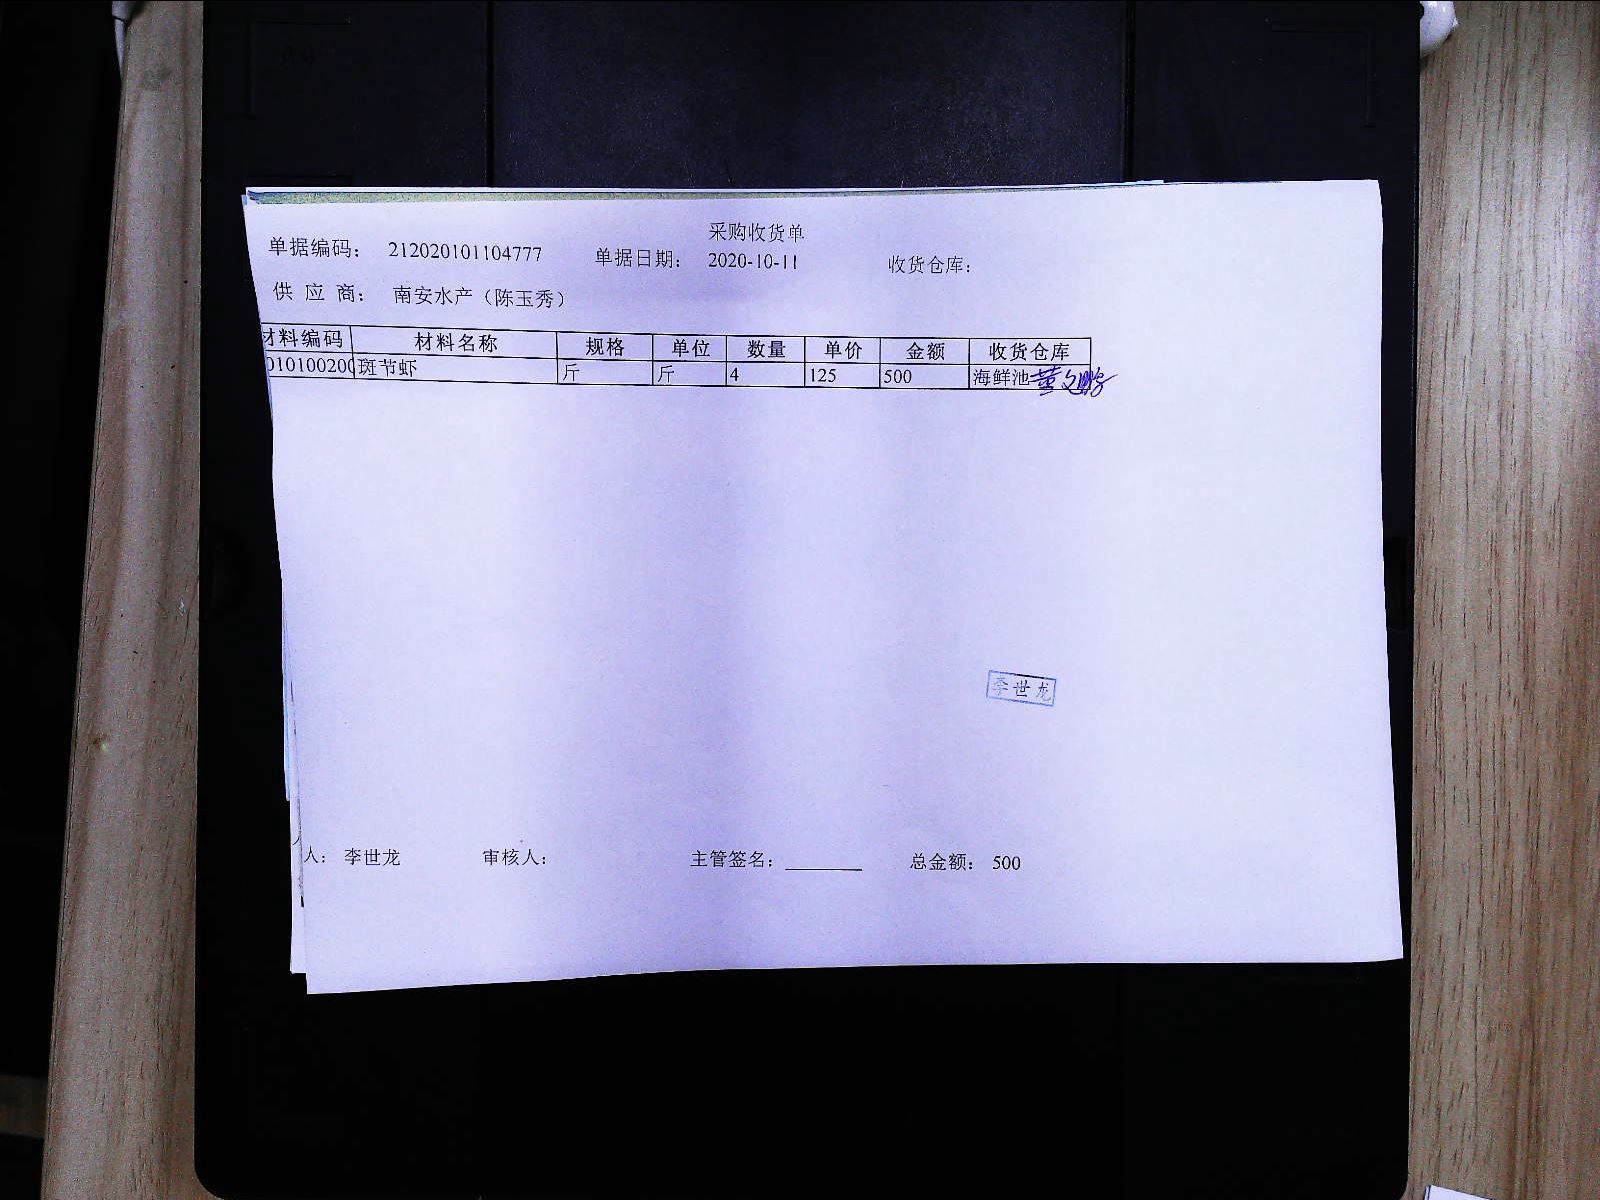 采购收货单
单据编码： 212020101104777 单据日期： 2020-10-11 收货仓库：
供 应 商： 南安水产（陈玉秀）
材料编码 材料名称 规格 单位 数量 单价 金额 收货仓库
010100200 斑节虾 斤 斤 4 125 500 海鲜池
李世龙
人： 李世龙 审核人： 主管签名： 总金额： 500